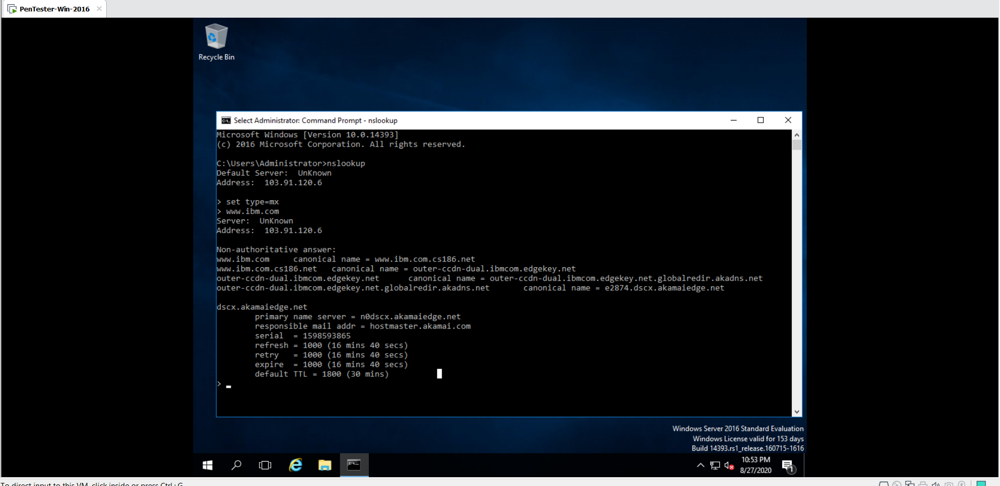 PenTester-Win-2016
Recycle Bin
Select Administrator: Command Prompt - nslookup
Microsoft Windows [Version 10.0.14393]
(c) 2016 Microsoft Corporation. All rights reserved.
C:\Users\Administrator>nslookup
Default Server:  UnKnown
Address:  103.91.120.6
> set type=mx
> www.ibm.com
Server:  UnKnown
Address:  103.91.120.6
Non-authoritative answer:
www.ibm.com     canonical name = www.ibm.com.cs186.net
www.ibm.com.cs186.net   canonical name = outer-ccdn-dual.ibmcom.edgekey.net
outer-ccdn-dual.ibmcom.edgekey.net      canonical name = outer-ccdn-dual.ibmcom.edgekey.net.globalredir.akadns.net
outer-ccdn-dual.ibmcom.edgekey.net.globalredir.akadns.net       canonical name = e2874.dscx.akamaiedge.net
dscx.akamaiedge.net
primary name server = n0dscx.akamaiedge.net
responsible mail addr = hostmaster.akamai.com
serial  = 1598593865
refresh = 1000 (16 mins 40 secs)
retry   = 1000 (16 mins 40 secs)
expire  = 1000 (16 mins 40 secs)
default TTL = 1800 (30 mins)
>
Windows Server 2016 Standard Evaluation
Windows License valid for 153 days
Build 14393.rs1_release.160715-1616
10:53 PM
8/27/2020
1
To direct input to this VM, click inside or press Ctrl+G.